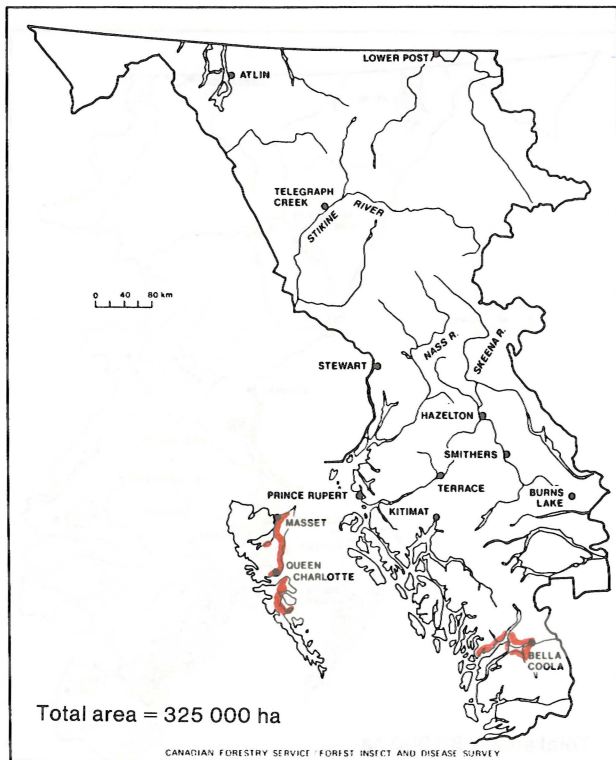 LOWER POST
ATLIN
TELEGRAPH
CREEK
STIKINE RIVER
0 40 80 km
NASS R.
SKEENA R.
STEWART
HAZELTON
SMITHERS
TERRACE
PRINCE RUPERT
KITIMAT
BURNS
LAKE
MASSET
QUEEN
CHARLOTTE
BELLA
COOLA
Total area = 325 000 ha
CANADIAN FORESTRY SERVICE FOREST INSECT AND DISEASE SURVEY